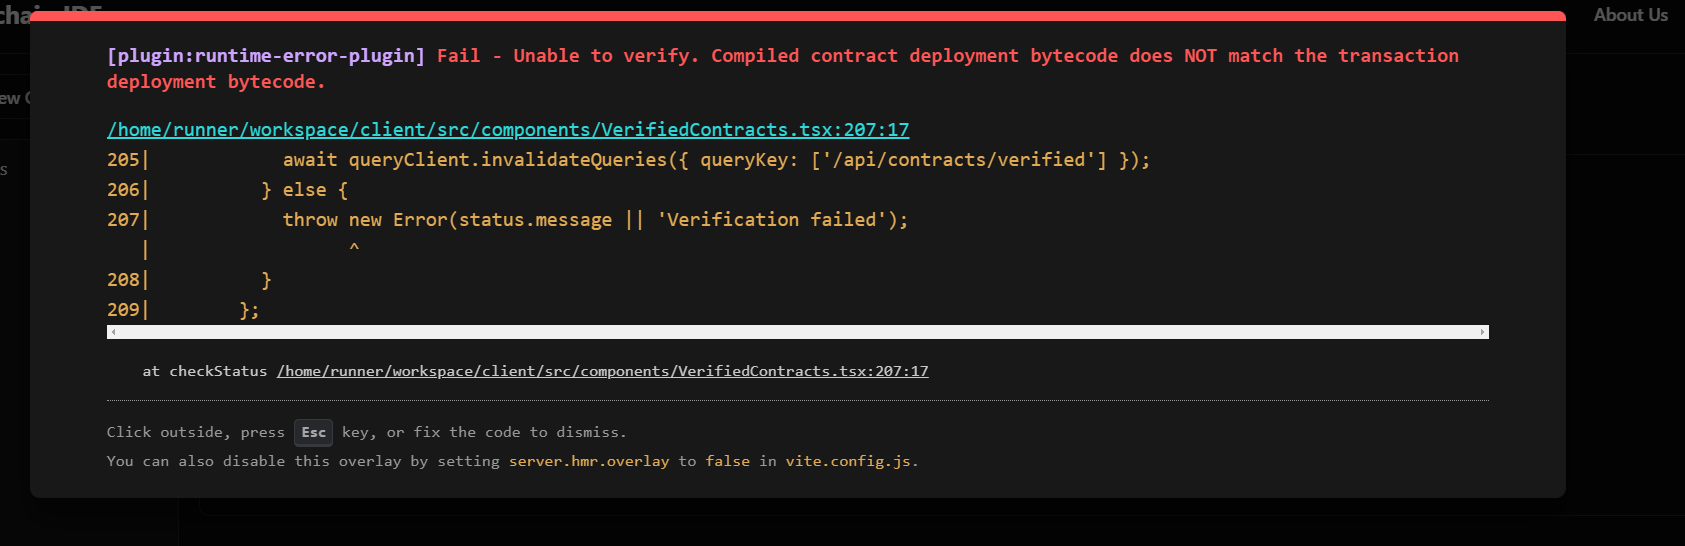 About Us
[plugin:runtime-error-plugin] Fail - Unable to verify. Compiled contract deployment bytecode does NOT match the transaction
deployment bytecode.
/home/runner/workspace/client/src/components/VerifiedContracts.tsx:207:17
205|            await queryClient.invalidateQueries({ queryKey: ['/api/contracts/verified'] });
206|          } else {
207|            throw new Error(status.message || 'Verification failed');
   |                  ^
208|          }
209|        };
at checkStatus /home/runner/workspace/client/src/components/VerifiedContracts.tsx:207:17
Click outside, press Esc key, or fix the code to dismiss.
You can also disable this overlay by setting server.hmr.overlay to false in vite.config.js.